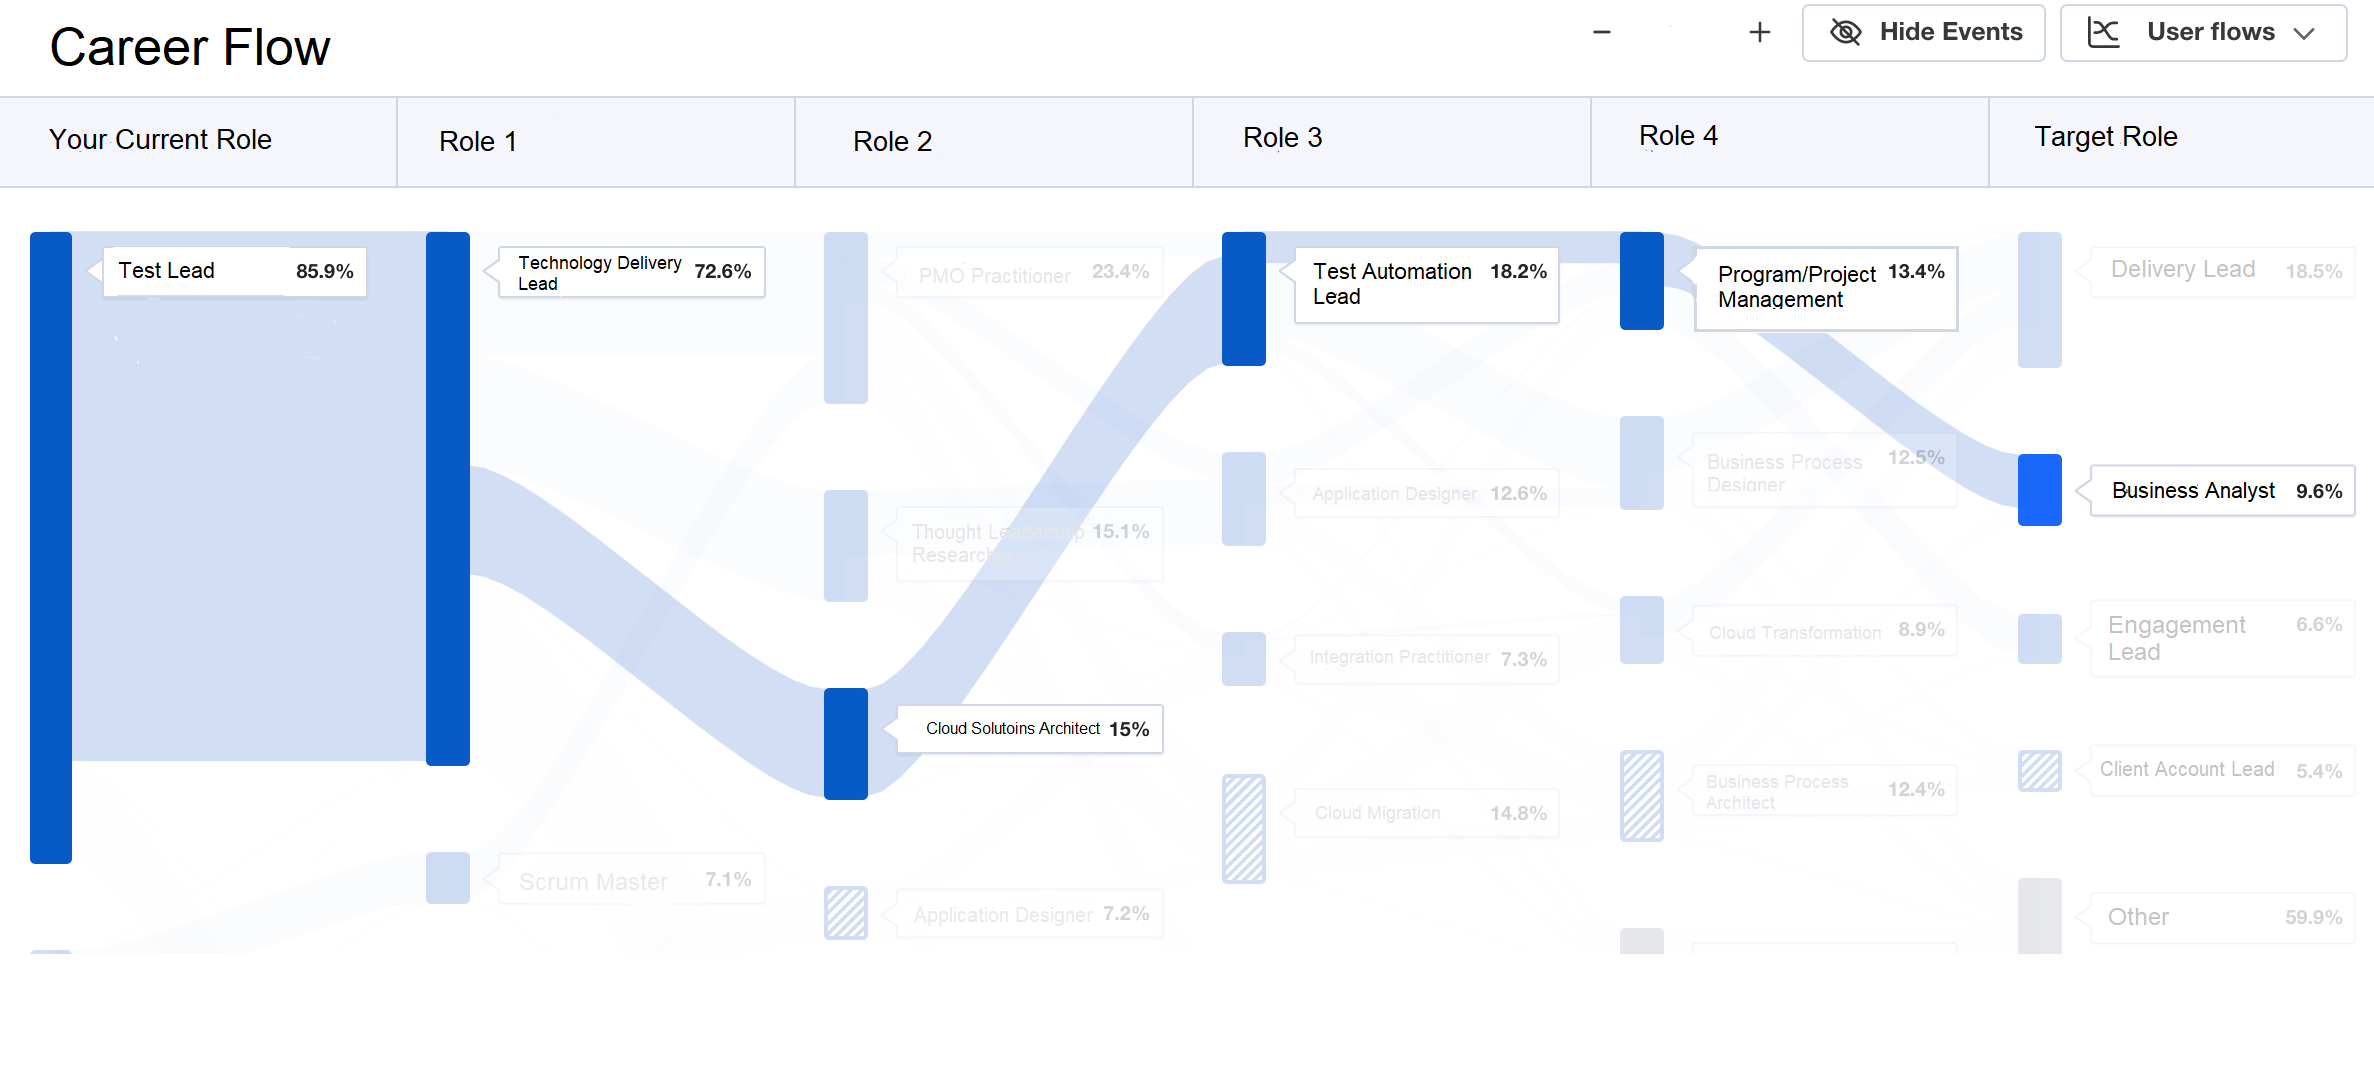 Career Flow
Hide Events
User flows
Your Current Role
Role 1
Role 2
Role 3
Role 4
Target Role
Test Lead 85.9%
Technology Delivery
Lead
72.6%
PMO Practitioner 23.4%
Test Automation
Lead
18.2%
Program/Project
Management
13.4%
Delivery Lead 18.5%
Business Process
Designer
12.5%
Application Designer 12.6%
Business Analyst 9.6%
Thought Leadership
Researcher
15.1%
Integration Practitioner 7.3%
Cloud Transformation 8.9%
Engagement
Lead
6.6%
Cloud Solutoins Architect 15%
Cloud Migration 14.8%
Business Process
Architect
12.4%
Client Account Lead 5.4%
Scrum Master 7.1%
Application Designer 7.2%
Other 59.9%